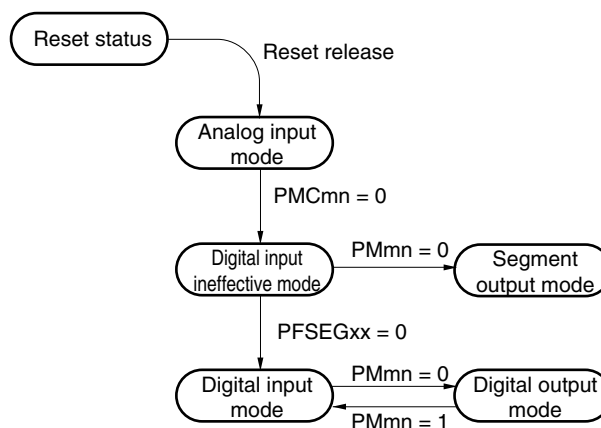 Reset status
Reset release
Analog input
mode
PMCmn = 0
Digital input
ineffective mode
PMmn = 0
Segment
output mode
PFSEGxx = 0
Digital input
mode
PMmn = 0
PMmn = 1
Digital output
mode